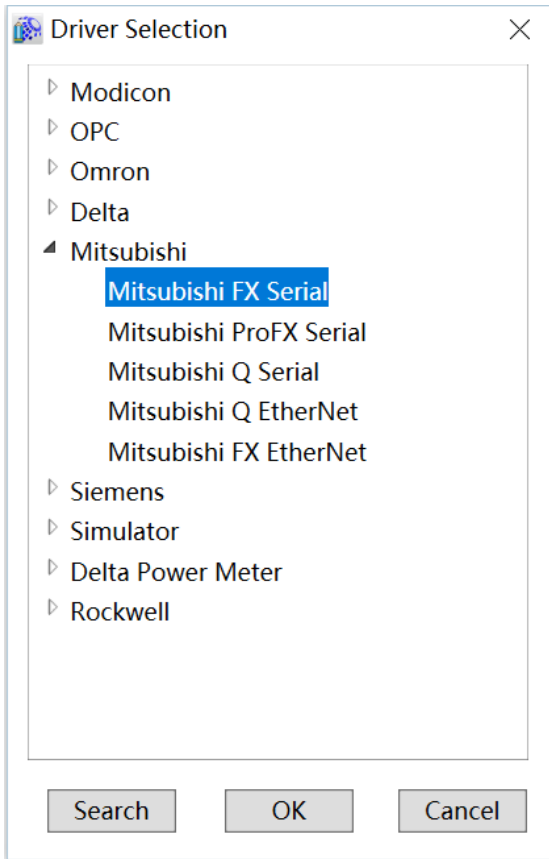 Driver Selection
Modicon
OPC
Omron
Delta
Mitsubishi
Mitsubishi FX Serial
Mitsubishi ProFX Serial
Mitsubishi Q Serial
Mitsubishi Q EtherNet
Mitsubishi FX EtherNet
Siemens
Simulator
Delta Power Meter
Rockwell
Search OK Cancel